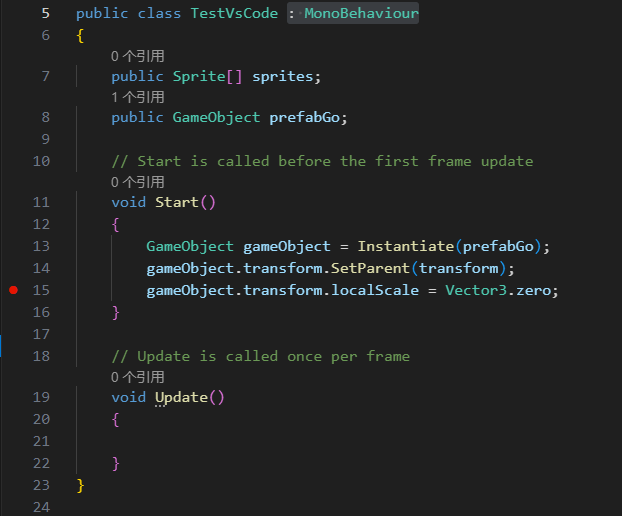 5 public class TestVsCode : MonoBehaviour
6 {
0 个引用
7 public Sprite[] sprites;
1 个引用
8 public GameObject prefabGo;
9
10 // Start is called before the first frame update
0 个引用
11 void Start()
12 {
13 GameObject gameObject = Instantiate(prefabGo);
14 gameObject.transform.SetParent(transform);
15 gameObject.transform.localScale = Vector3.zero;
16 }
17
18 // Update is called once per frame
0 个引用
19 void Update()
20 {
21
22 }
23 }
24